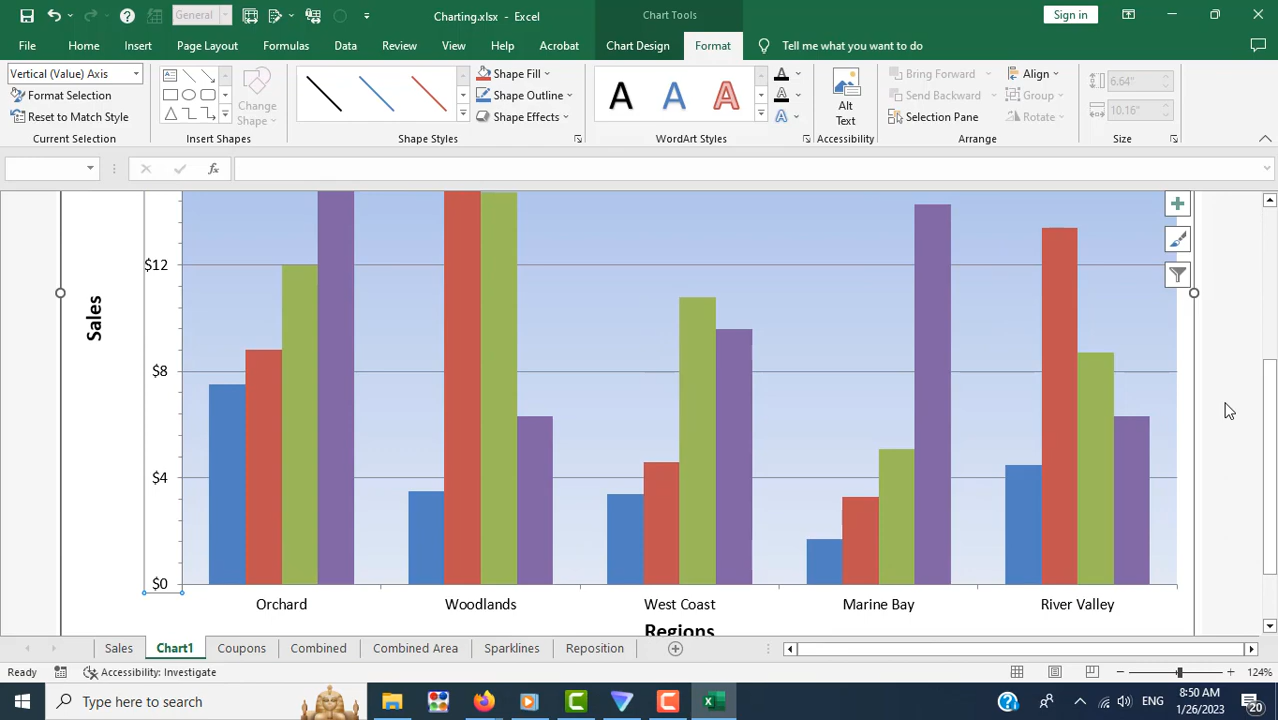 General
Charting.xlsx - Excel
Chart Tools
Sign in
File
Home
Insert
Page Layout
Formulas
Data
Review
View
Help
Acrobat
Chart Design
Format
Tell me what you want to do
Vertical (Value) Axis
Format Selection
Reset to Match Style
Current Selection
Change
Shape
Insert Shapes
Shape Fill
Shape Outline
Shape Effects
Shape Styles
A
A
A
WordArt Styles
Alt
Text
Accessibility
Bring Forward
Send Backward
Selection Pane
Align
Group
Rotate
Arrange
6.64"
10.16"
Size
fx
Sales
$12
$8
$4
$0
Orchard
Woodlands
West Coast
Marine Bay
River Valley
Regions
Sales
Chart1
Coupons
Combined
Combined Area
Sparklines
Reposition
Ready
Accessibility: Investigate
124%
Type here to search
ENG
8:50 AM
1/26/2023
20